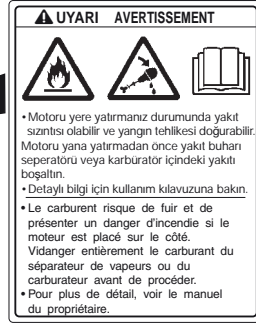 UYARI AVERTISSEMENT
• Motoru yere yatırmanız durumunda yakıt
sızıntısı olabilir ve yangın tehlikesi doğurabilir.
Motoru yana yatırmadan önce yakıt buharı
seperatörü veya karbüratör içindeki yakıtı
boşaltın.
• Detaylı bilgi için kullanım kılavuzuna bakın.
• Le carburent risque de fuir et de
présenter un danger d'incendie si le
moteur est placé sur le côté.
Vidanger entièrement le carburant du
séparateur de vapeurs ou du
carburateur avant de procéder.
• Pour plus de détail, voir le manuel
du propriétaire.